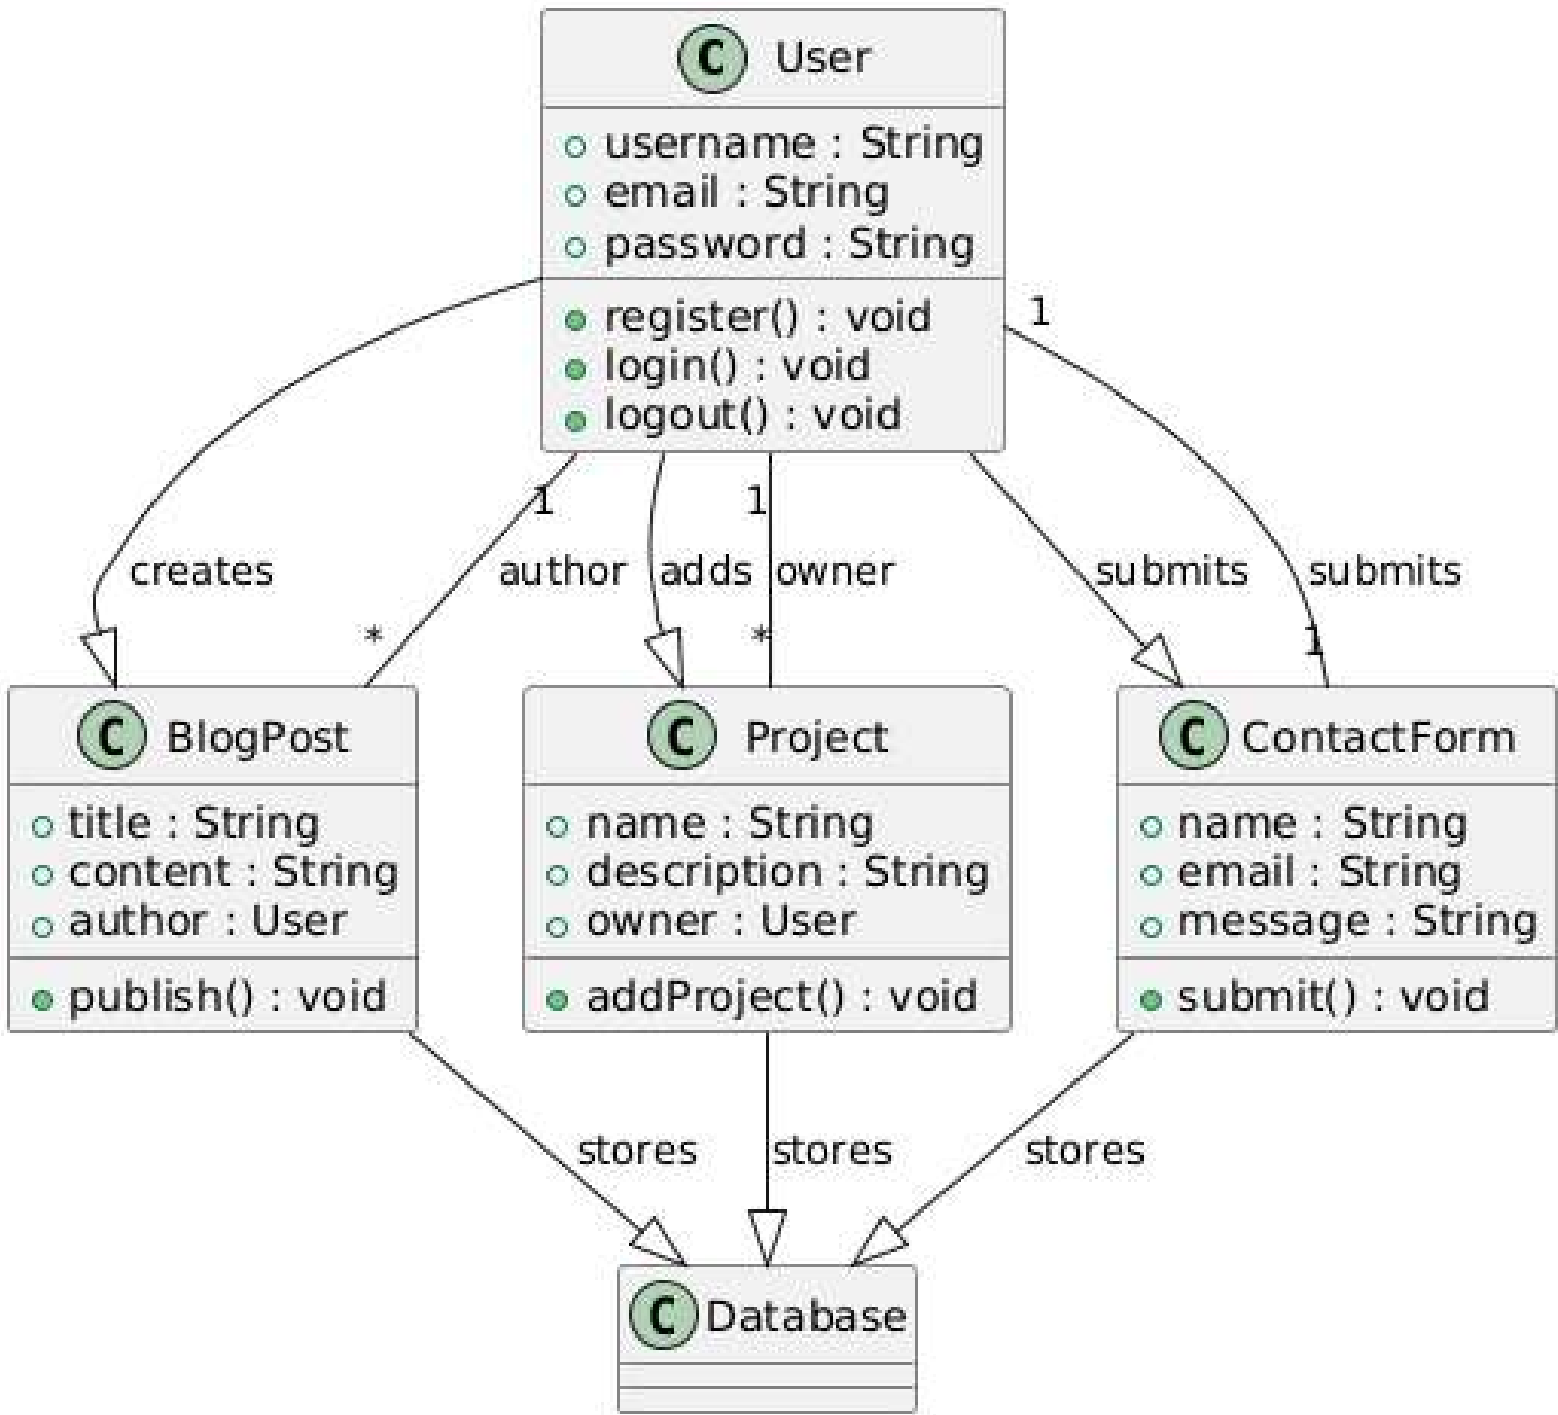 C User
username : String
email : String
password : String
register() : void
login() : void
logout() : void
1
1
1
creates
author
adds
owner
submits
submits
*
*
1
C BlogPost
title : String
content : String
author : User
publish() : void
C Project
name : String
description : String
owner : User
addProject() : void
C ContactForm
name : String
email : String
message : String
submit() : void
stores
stores
stores
C Database